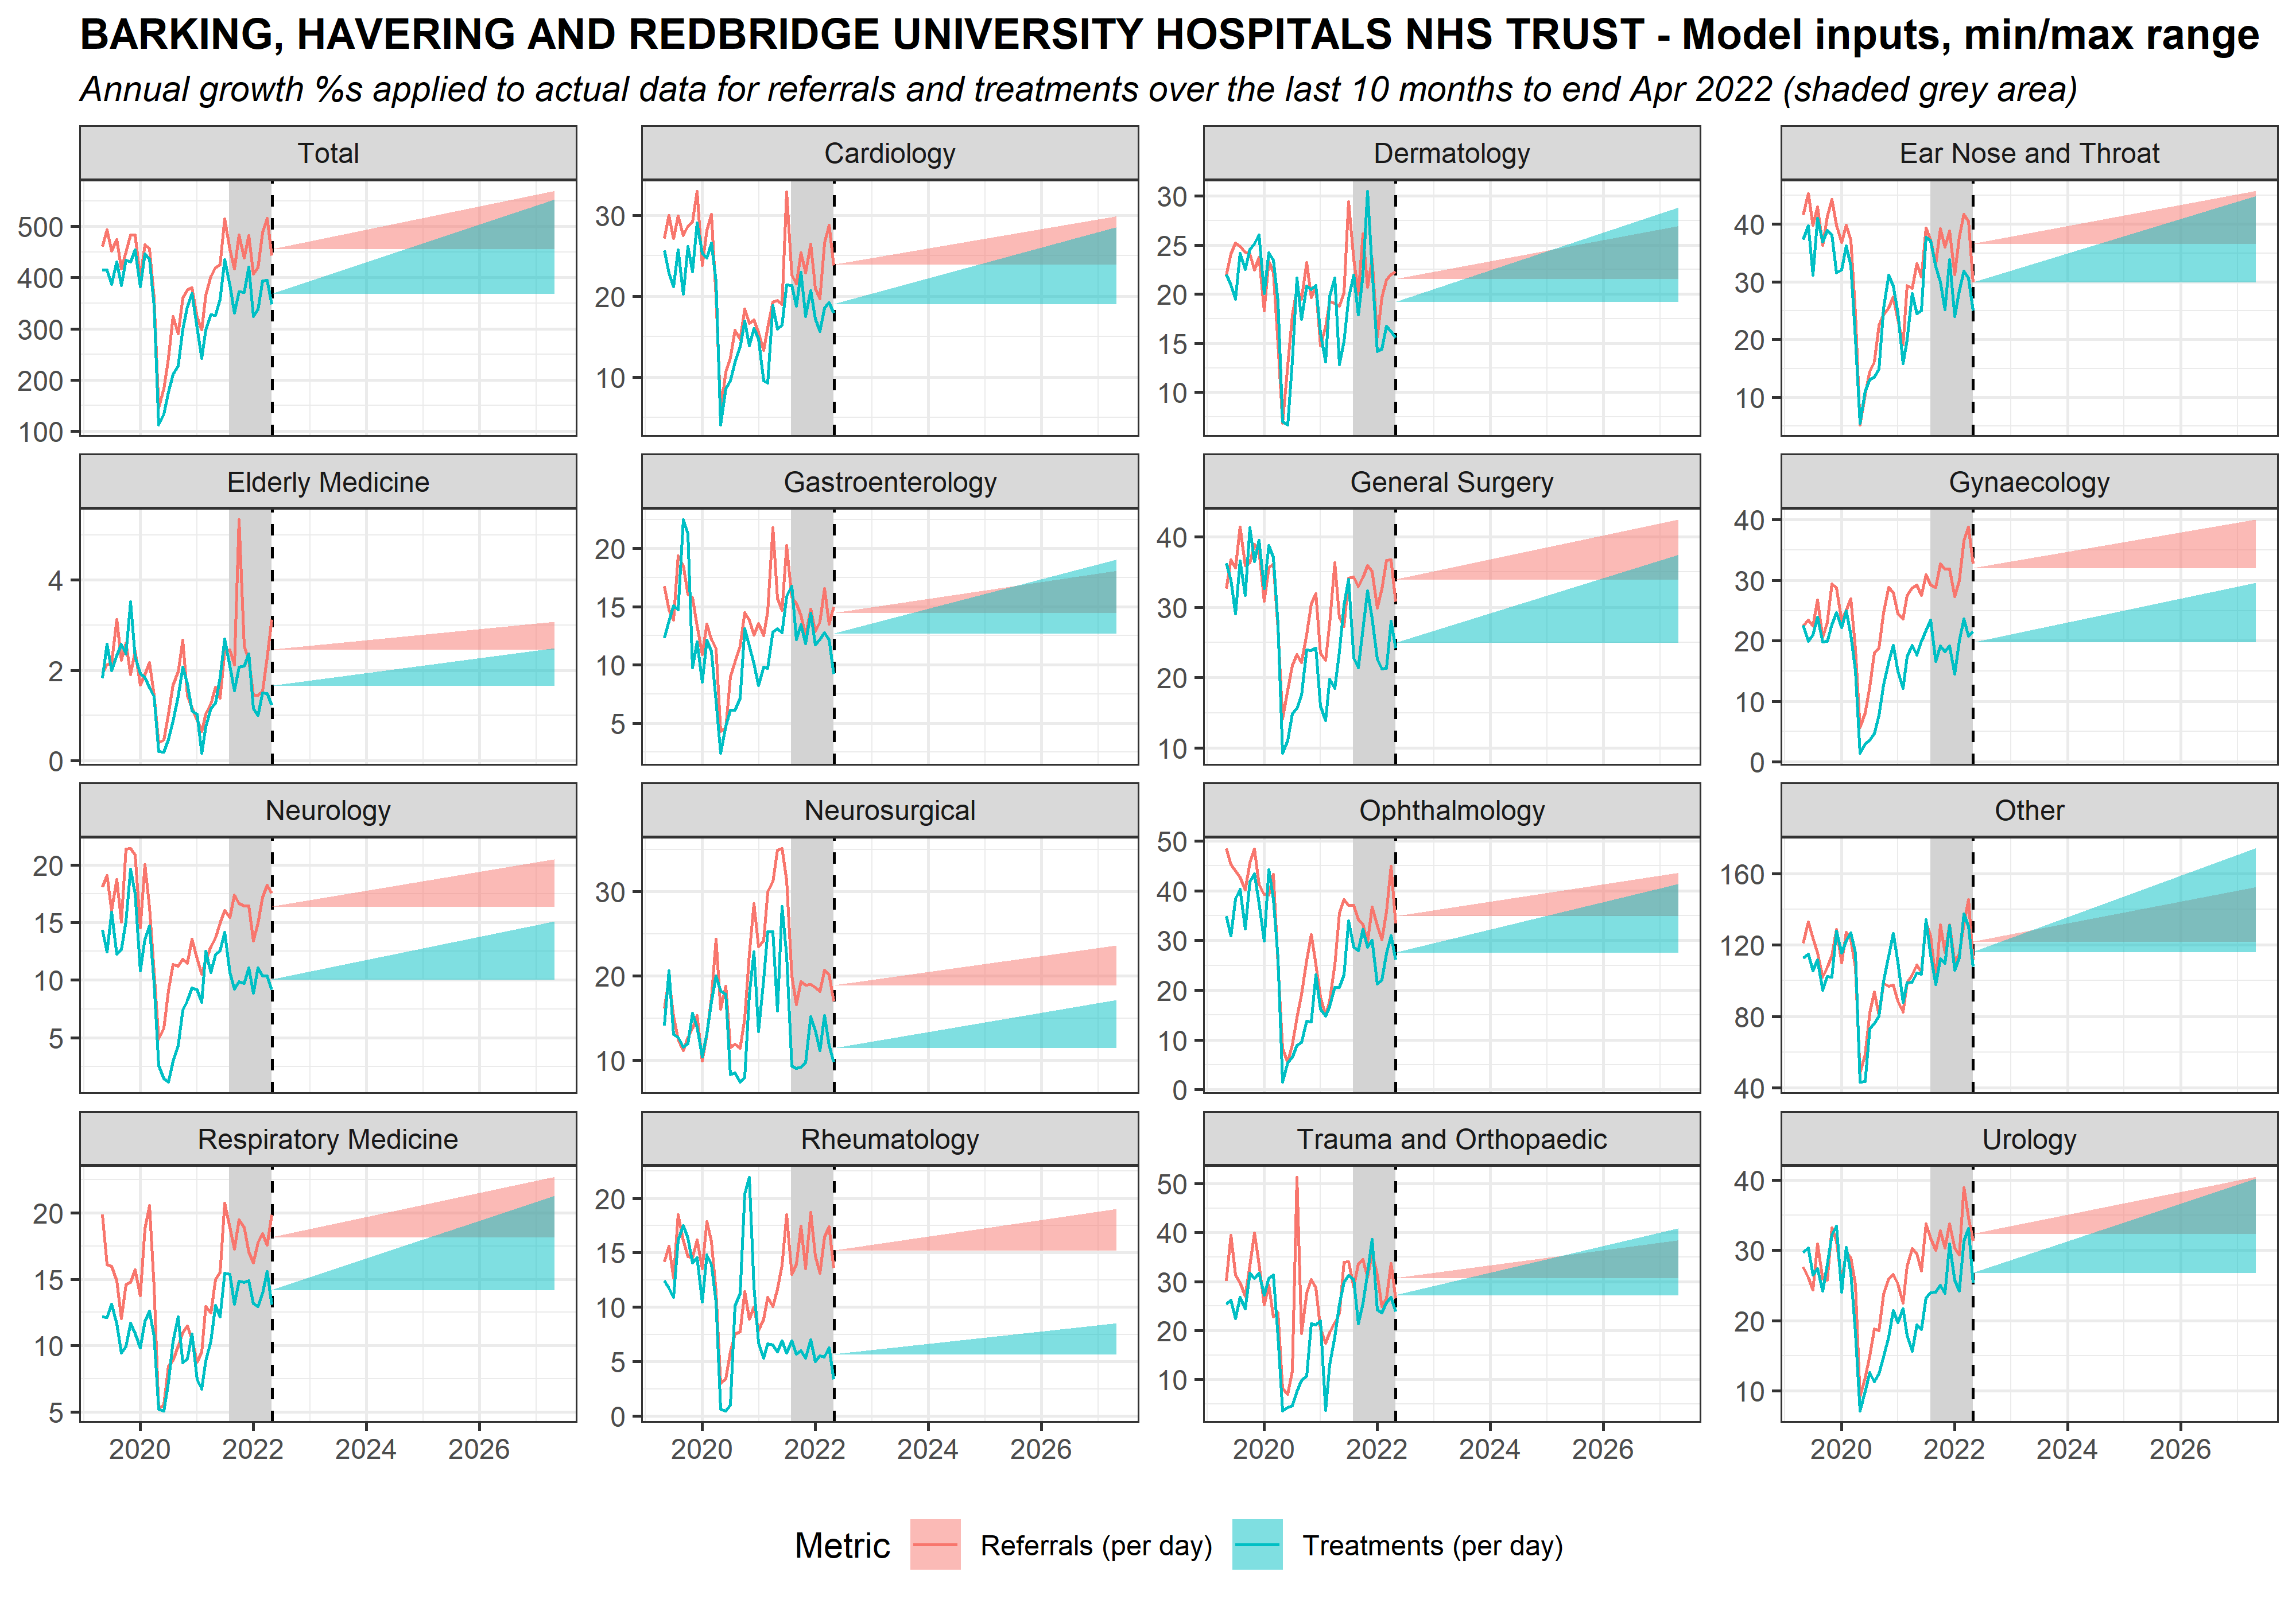 BARKING, HAVERING AND REDBRIDGE UNIVERSITY HOSPITALS NHS TRUST - Model inputs, min/max range
Annual growth %s applied to actual data for referrals and treatments over the last 10 months to end Apr 2022 (shaded grey area)
Total
500
400
300
200
100
Cardiology
30
20
10
Dermatology
30
25
20
15
10
Ear Nose and Throat
40
30
20
10
Elderly Medicine
4
2
0
Gastroenterology
20
15
10
5
General Surgery
40
30
20
10
Gynaecology
40
30
20
10
0
Neurology
20
15
10
5
Neurosurgical
30
20
10
Ophthalmology
50
40
30
20
10
0
Other
160
120
80
40
Respiratory Medicine
20
15
10
5
Rheumatology
20
15
10
5
0
Trauma and Orthopaedic
50
40
30
20
10
Urology
40
30
20
10
2020 2022 2024 2026
2020 2022 2024 2026
2020 2022 2024 2026
2020 2022 2024 2026
Metric Referrals (per day) Treatments (per day)